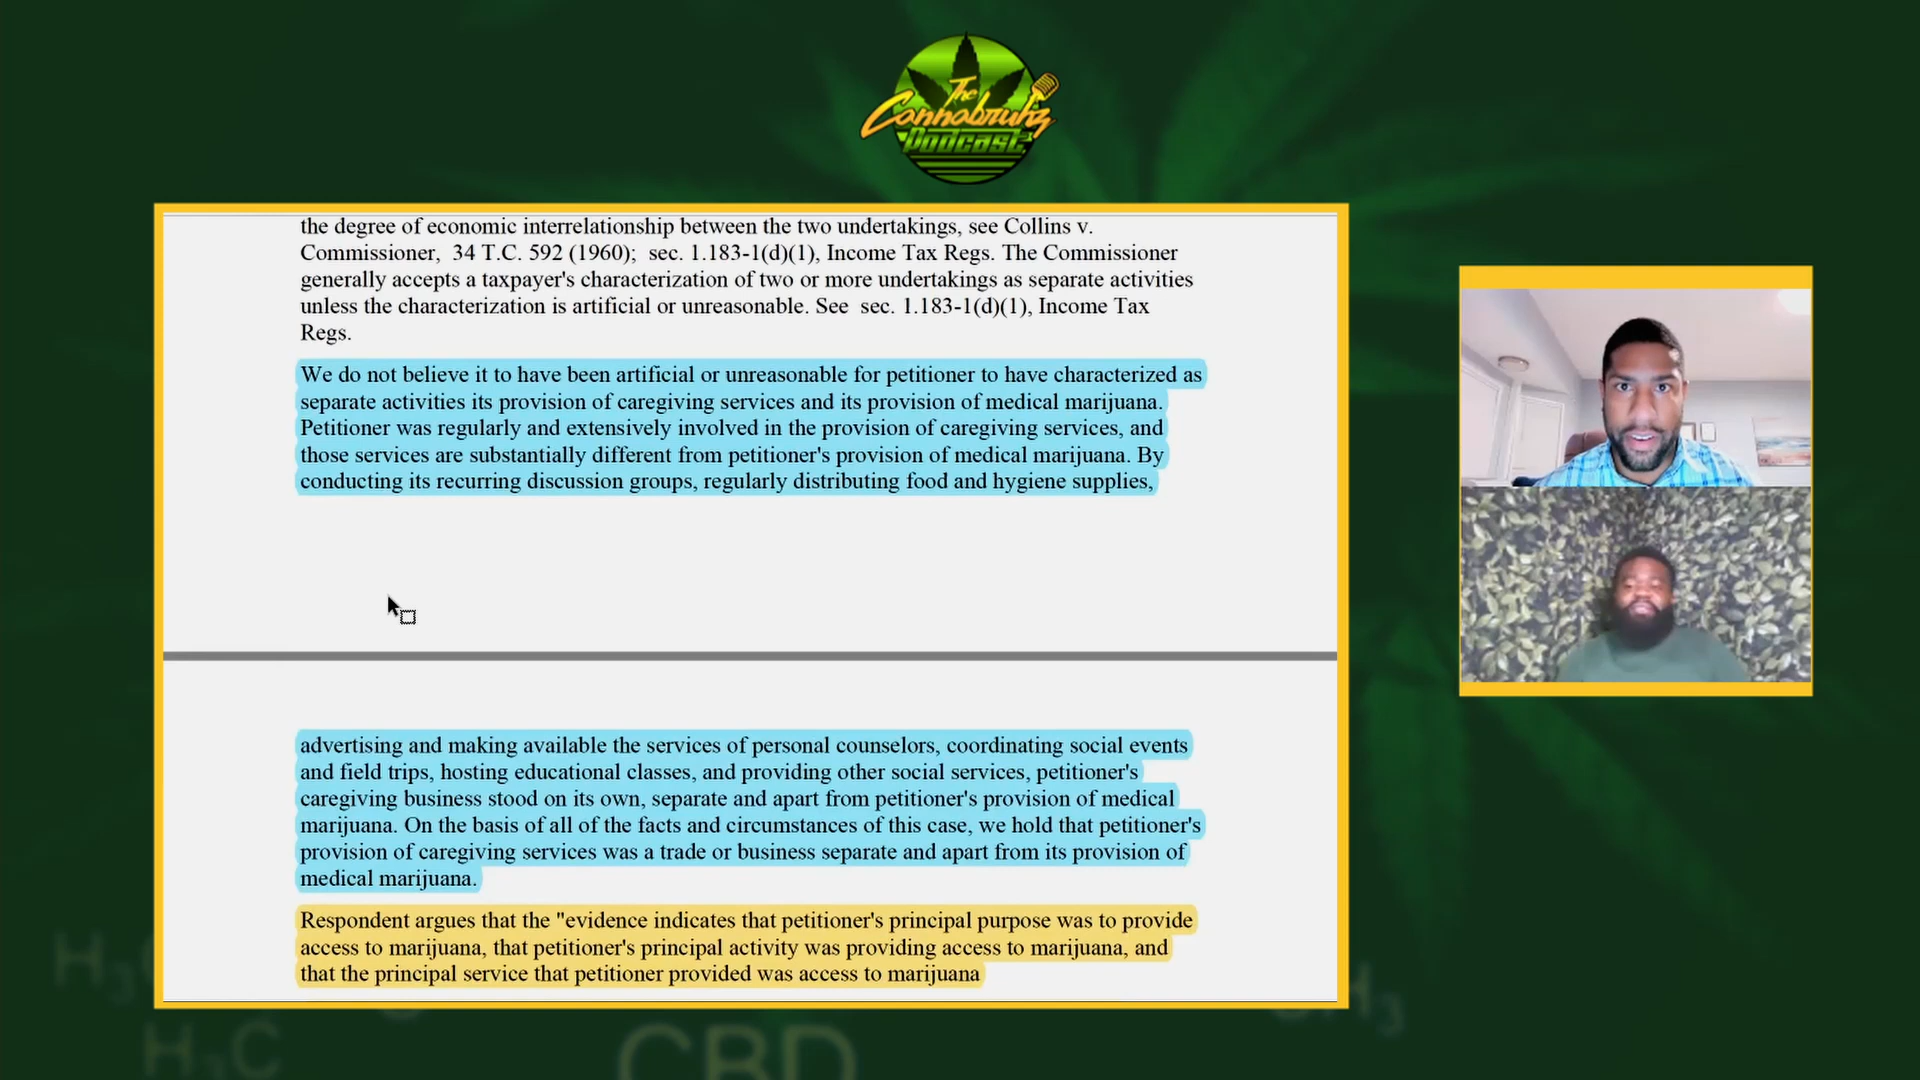 The
Cannabruhz
Podcast
the degree of economic interrelationship between the two undertakings, see Collins v.
Commissioner, 34 T.C. 592 (1960); sec. 1.183-1(d)(1), Income Tax Regs. The Commissioner
generally accepts a taxpayer's characterization of two or more undertakings as separate activities
unless the characterization is artificial or unreasonable. See sec. 1.183-1(d)(1), Income Tax
Regs.
We do not believe it to have been artificial or unreasonable for petitioner to have characterized as
separate activities its provision of caregiving services and its provision of medical marijuana.
Petitioner was regularly and extensively involved in the provision of caregiving services, and
those services are substantially different from petitioner's provision of medical marijuana. By
conducting its recurring discussion groups, regularly distributing food and hygiene supplies,
advertising and making available the services of personal counselors, coordinating social events
and field trips, hosting educational classes, and providing other social services, petitioner's
caregiving business stood on its own, separate and apart from petitioner's provision of medical
marijuana. On the basis of all of the facts and circumstances of this case, we hold that petitioner's
provision of caregiving services was a trade or business separate and apart from its provision of
medical marijuana.
Respondent argues that the "evidence indicates that petitioner's principal purpose was to provide
access to marijuana, that petitioner's principal activity was providing access to marijuana, and
that the principal service that petitioner provided was access to marijuana
H₃C
CBD